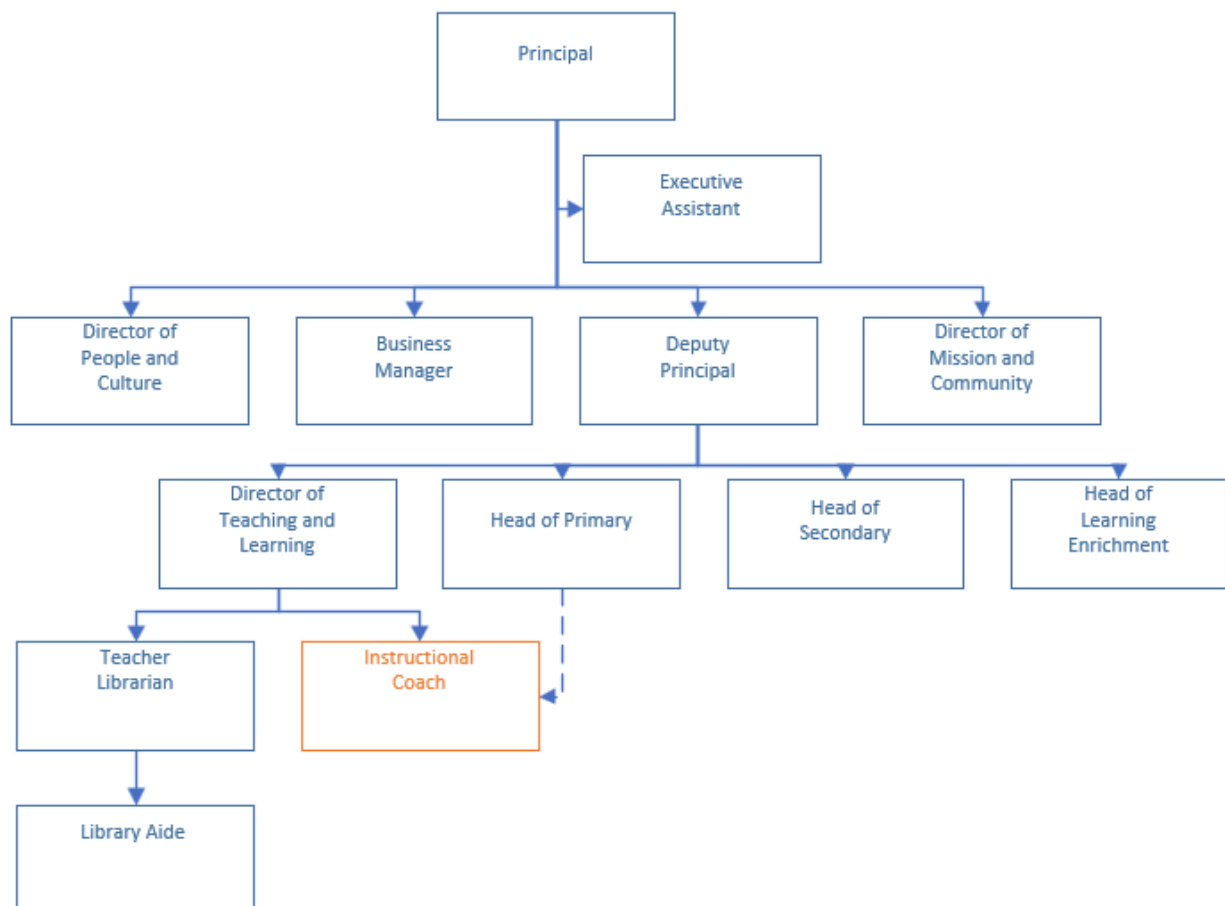 Principal
Executive
Assistant
Director of
People and
Culture
Business
Manager
Deputy
Principal
Director of
Mission and
Community
Director of
Teaching and
Learning
Head of Primary
Head of
Secondary
Head of
Learning
Enrichment
Teacher
Librarian
Instructional
Coach
Library Aide